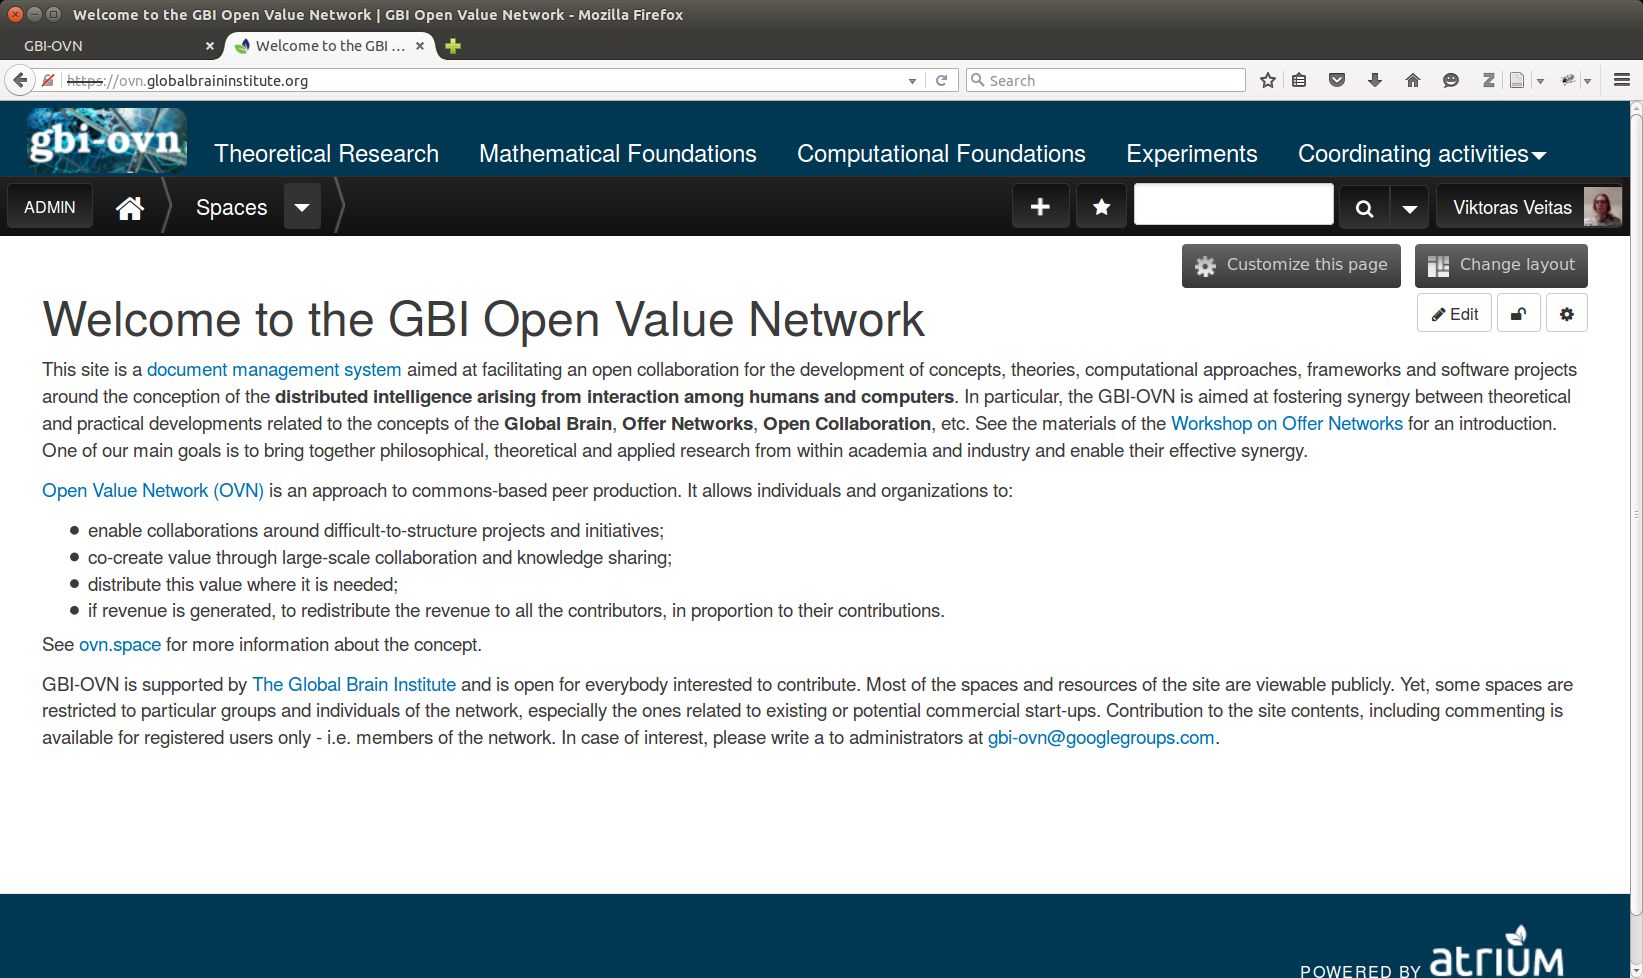 Welcome to the GBI Open Value Network | GBI Open Value Network - Mozilla Firefox
GBI-OVN
Welcome to the GBI ...
https://ovn.globalbraininstitute.org
Search
gbi-ovn
Theoretical Research
Mathematical Foundations
Computational Foundations
Experiments
Coordinating activities
ADMIN
Spaces
Viktoras Veitas
Customize this page
Change layout
Welcome to the GBI Open Value Network
Edit
This site is a document management system aimed at facilitating an open collaboration for the development of concepts, theories, computational approaches, frameworks and software projects
around the conception of the distributed intelligence arising from interaction among humans and computers. In particular, the GBI-OVN is aimed at fostering synergy between theoretical
and practical developments related to the concepts of the Global Brain, Offer Networks, Open Collaboration, etc. See the materials of the Workshop on Offer Networks for an introduction.
One of our main goals is to bring together philosophical, theoretical and applied research from within academia and industry and enable their effective synergy.
Open Value Network (OVN) is an approach to commons-based peer production. It allows individuals and organizations to:
enable collaborations around difficult-to-structure projects and initiatives;
co-create value through large-scale collaboration and knowledge sharing;
distribute this value where it is needed;
if revenue is generated, to redistribute the revenue to all the contributors, in proportion to their contributions.
See ovn.space for more information about the concept.
GBI-OVN is supported by The Global Brain Institute and is open for everybody interested to contribute. Most of the spaces and resources of the site are viewable publicly. Yet, some spaces are
restricted to particular groups and individuals of the network, especially the ones related to existing or potential commercial start-ups. Contribution to the site contents, including commenting is
available for registered users only - i.e. members of the network. In case of interest, please write a to administrators at gbi-ovn@googlegroups.com.
POWERED BY atrium